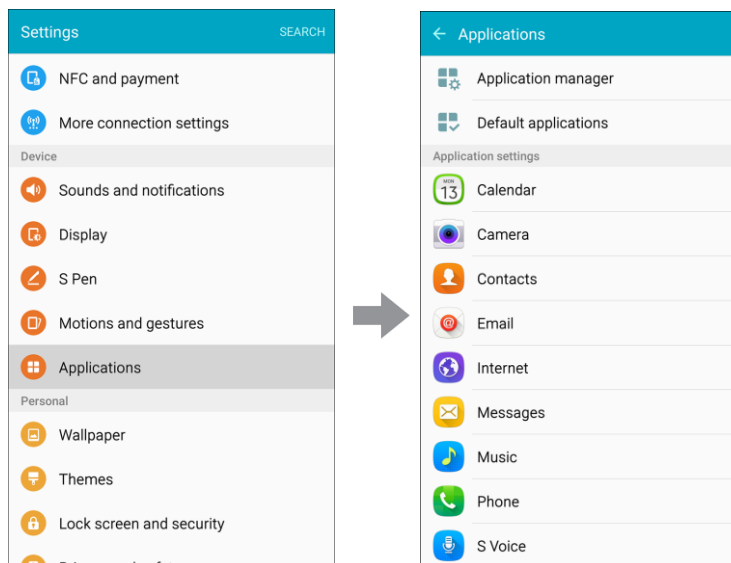 Settings
SEARCH
NFC and payment
More connection settings
Device
Sounds and notifications
Display
S Pen
Motions and gestures
Applications
Personal
Wallpaper
Themes
Lock screen and security
Applications
Application manager
Default applications
Application settings
MON
13
Calendar
Camera
Contacts
@
Email
Internet
Messages
Music
Phone
S Voice